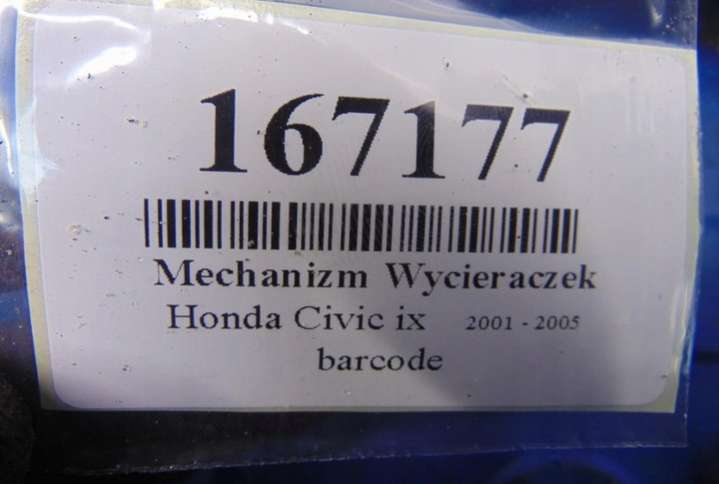 167177
Mechanizm Wycieraczek
Honda Civic ix 2001 - 2005
barcode